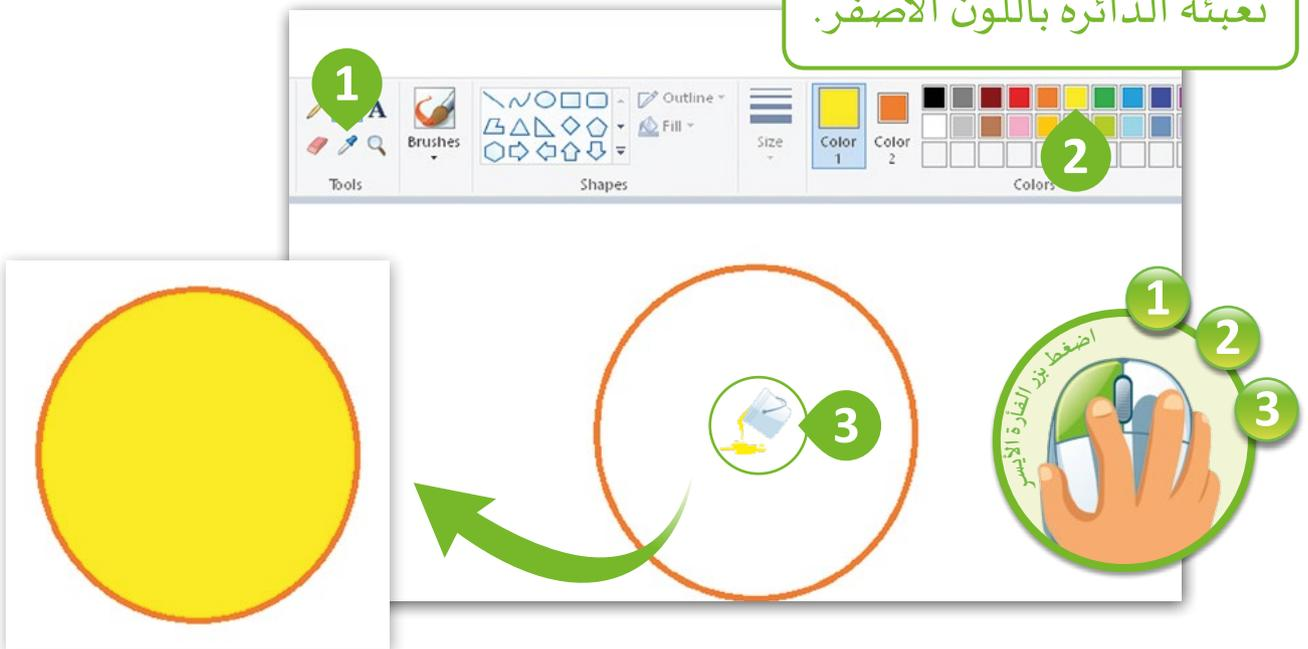 تعبئة الدائرة باللون الأصفر.
1
A
Brushes
Outline
Fill
Size
Color 1
Color 2
2
Tools
Shapes
Colors
3
1
2
3
اضغط بزر الفأرة الأيسر